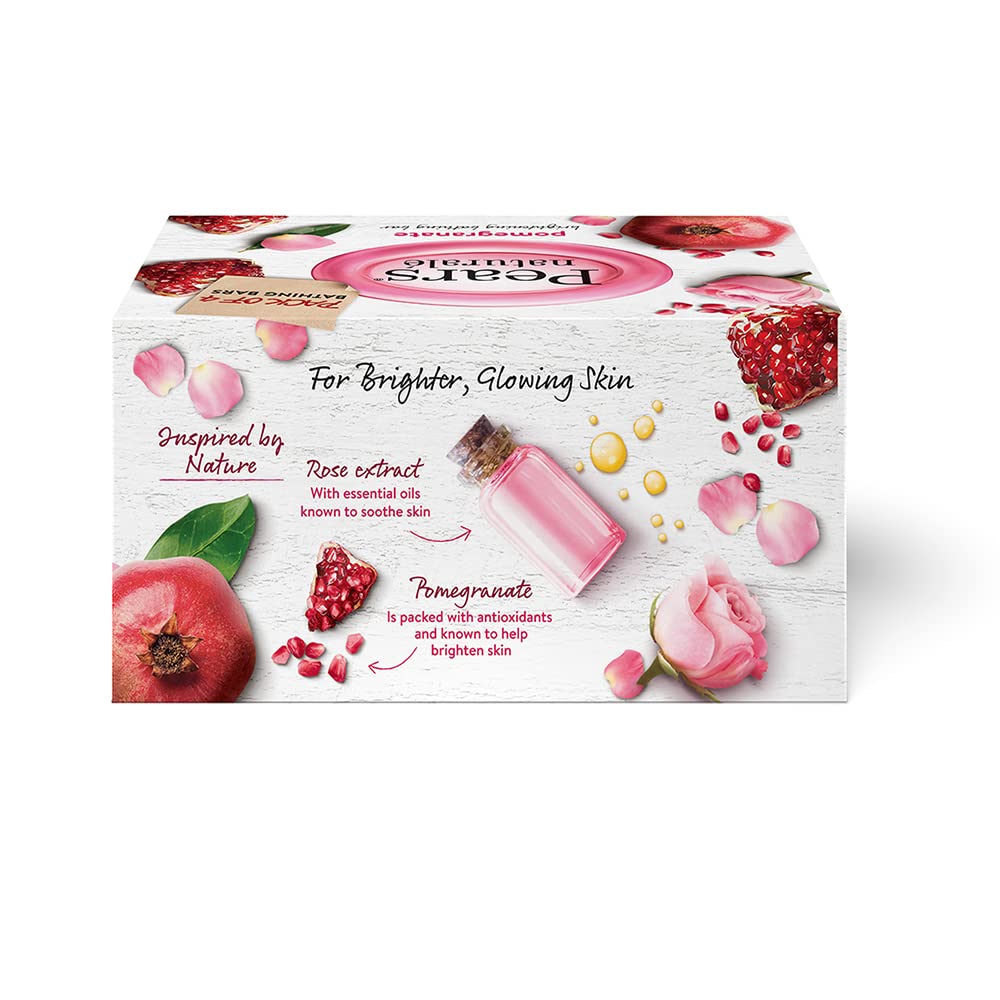 pomegranate
brightening bathing bar
Pears®
naturalé
PACK OF 4
BATHING BARS
For Brighter, Glowing Skin
Inspired by
Nature
Rose extract
With essential oils
known to soothe skin
Pomegranate
Is packed with antioxidants
and known to help
brighten skin